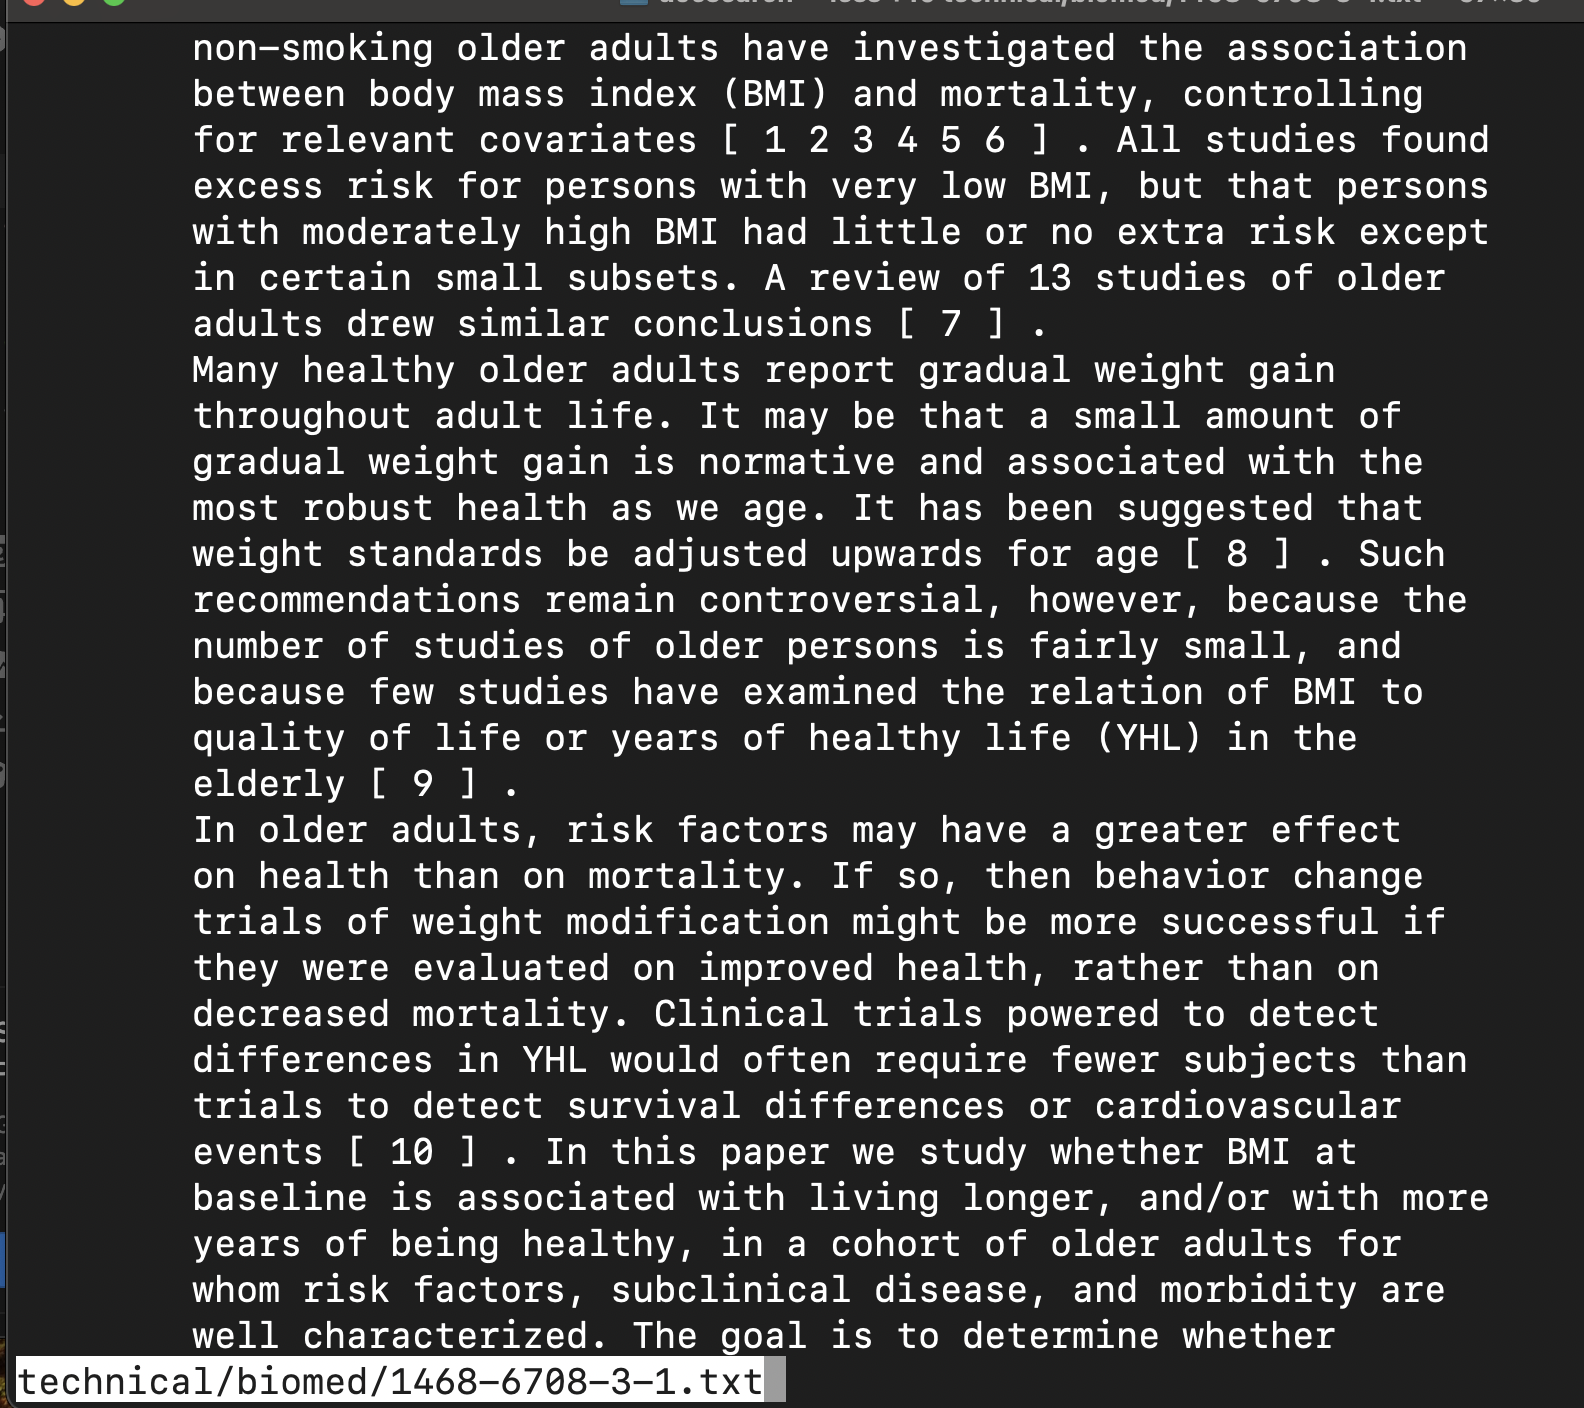 non-smoking older adults have investigated the association
between body mass index (BMI) and mortality, controlling
for relevant covariates [ 1 2 3 4 5 6 ] . All studies found
excess risk for persons with very low BMI, but that persons
with moderately high BMI had little or no extra risk except
in certain small subsets. A review of 13 studies of older
adults drew similar conclusions [ 7 ] .
Many healthy older adults report gradual weight gain
throughout adult life. It may be that a small amount of
gradual weight gain is normative and associated with the
most robust health as we age. It has been suggested that
weight standards be adjusted upwards for age [ 8 ] . Such
recommendations remain controversial, however, because the
number of studies of older persons is fairly small, and
because few studies have examined the relation of BMI to
quality of life or years of healthy life (YHL) in the
elderly [ 9 ] .
In older adults, risk factors may have a greater effect
on health than on mortality. If so, then behavior change
trials of weight modification might be more successful if
they were evaluated on improved health, rather than on
decreased mortality. Clinical trials powered to detect
differences in YHL would often require fewer subjects than
trials to detect survival differences or cardiovascular
events [ 10 ] . In this paper we study whether BMI at
baseline is associated with living longer, and/or with more
years of being healthy, in a cohort of older adults for
whom risk factors, subclinical disease, and morbidity are
well characterized. The goal is to determine whether
technical/biomed/1468-6708-3-1.txt